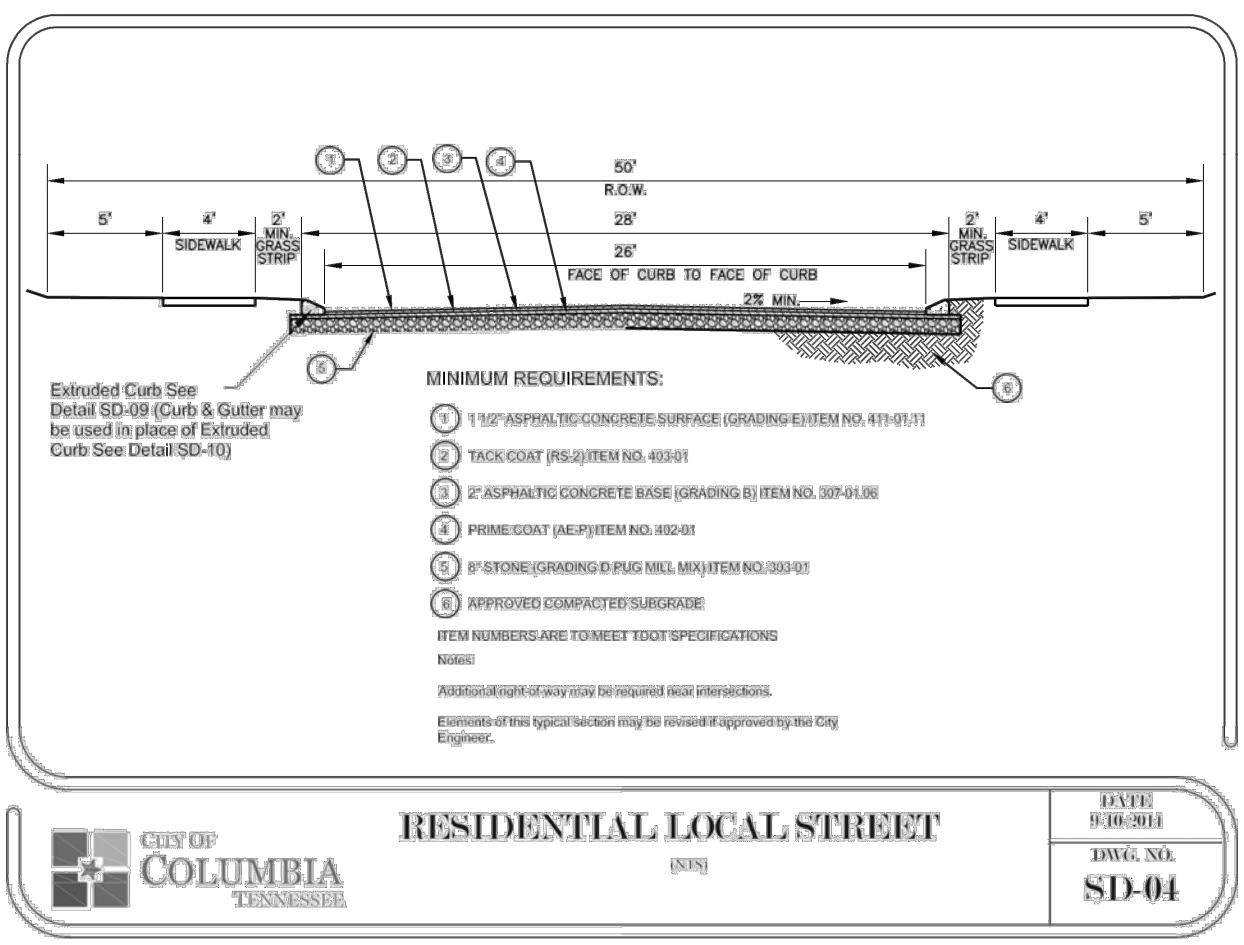 1 2 3 4
50'
R.O.W.
5' 4' 2' 28' 2' 4' 5'
SIDEWALK MIN. MIN. SIDEWALK
GRASS GRASS
STRIP STRIP
26'
FACE OF CURB TO FACE OF CURB
2% MIN.
5
6
Extruded Curb See
Detail SD-09 (Curb & Gutter may
be used in place of Extruded
Curb See Detail SD-10)
MINIMUM REQUIREMENTS:
1 1 1/2" ASPHALTIC CONCRETE SURFACE (GRADING E) ITEM NO. 411-01.11
2 TACK COAT (RS-2) ITEM NO. 403-01
3 2" ASPHALTIC CONCRETE BASE (GRADING B) ITEM NO. 307-01.06
4 PRIME COAT (AE-P) ITEM NO. 402-01
5 8" STONE (GRADING D PUG MILL MIX) ITEM NO. 303-01
6 APPROVED COMPACTED SUBGRADE
ITEM NUMBERS ARE TO MEET TDOT SPECIFICATIONS
Notes:
Additional right-of-way may be required near intersections.
Elements of this typical section may be revised if approved by the City
Engineer.
CITY OF
COLUMBIA
TENNESSEE
RESIDENTIAL LOCAL STREET
(NTS)
DATE
DWG. NO.
SD-04